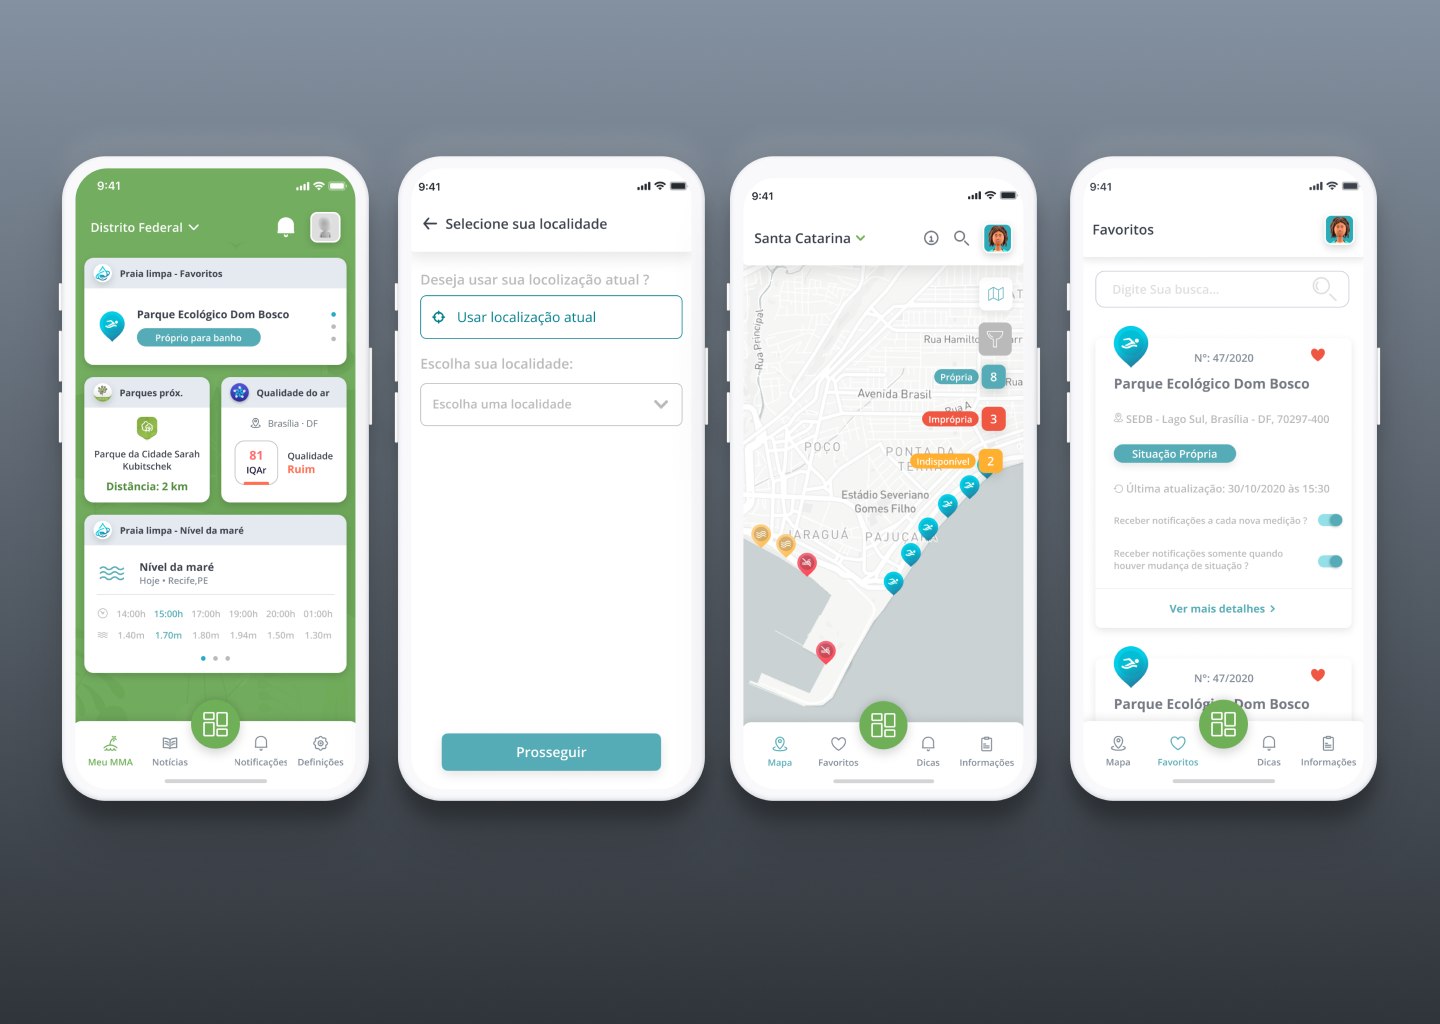 9:41
Distrito Federal
Praia limpa - Favoritos
Parque Ecológico Dom Bosco
Próprio para banho
Parques próx.
Parque da Cidade Sarah
Kubitschek
Distância: 2 km
Qualidade do ar
Brasília · DF
81
IQAr
Qualidade
Ruim
Praia limpa - Nível da maré
Nível da maré
Hoje • Recife,PE
14:00h 15:00h 17:00h 19:00h 20:00h 01:00h
1.40m 1.70m 1.80m 1.94m 1.50m 1.30m
Meu MMA
Notícias
Notificações
Definições
9:41
Selecione sua localidade
Deseja usar sua locolização atual ?
Usar localização atual
Escolha sua localidade:
Escolha uma localidade
Prosseguir
9:41
Santa Catarina
Rua Principal
AT
Rua Hamilto
arr
Própria 8
Rua
Avenida Brasil
Rua A
Imprópria 3
POÇO
PONTA DA
Indisponível 2
Estádio Severiano
Gomes Filho
JARAGUÁ
Mapa
Favoritos
Dicas
Informações
9:41
Favoritos
Digite Sua busca...
N°: 47/2020
Parque Ecológico Dom Bosco
SEDB - Lago Sul, Brasília - DF, 70297-400
Situação Própria
Última atualização: 30/10/2020 às 15:30
Receber notificações a cada nova medição ?
Receber notificações somente quando
houver mudança de situação ?
Ver mais detalhes
N°: 47/2020
Parque Ecológico Dom Bosco
Mapa
Favoritos
Dicas
Informações